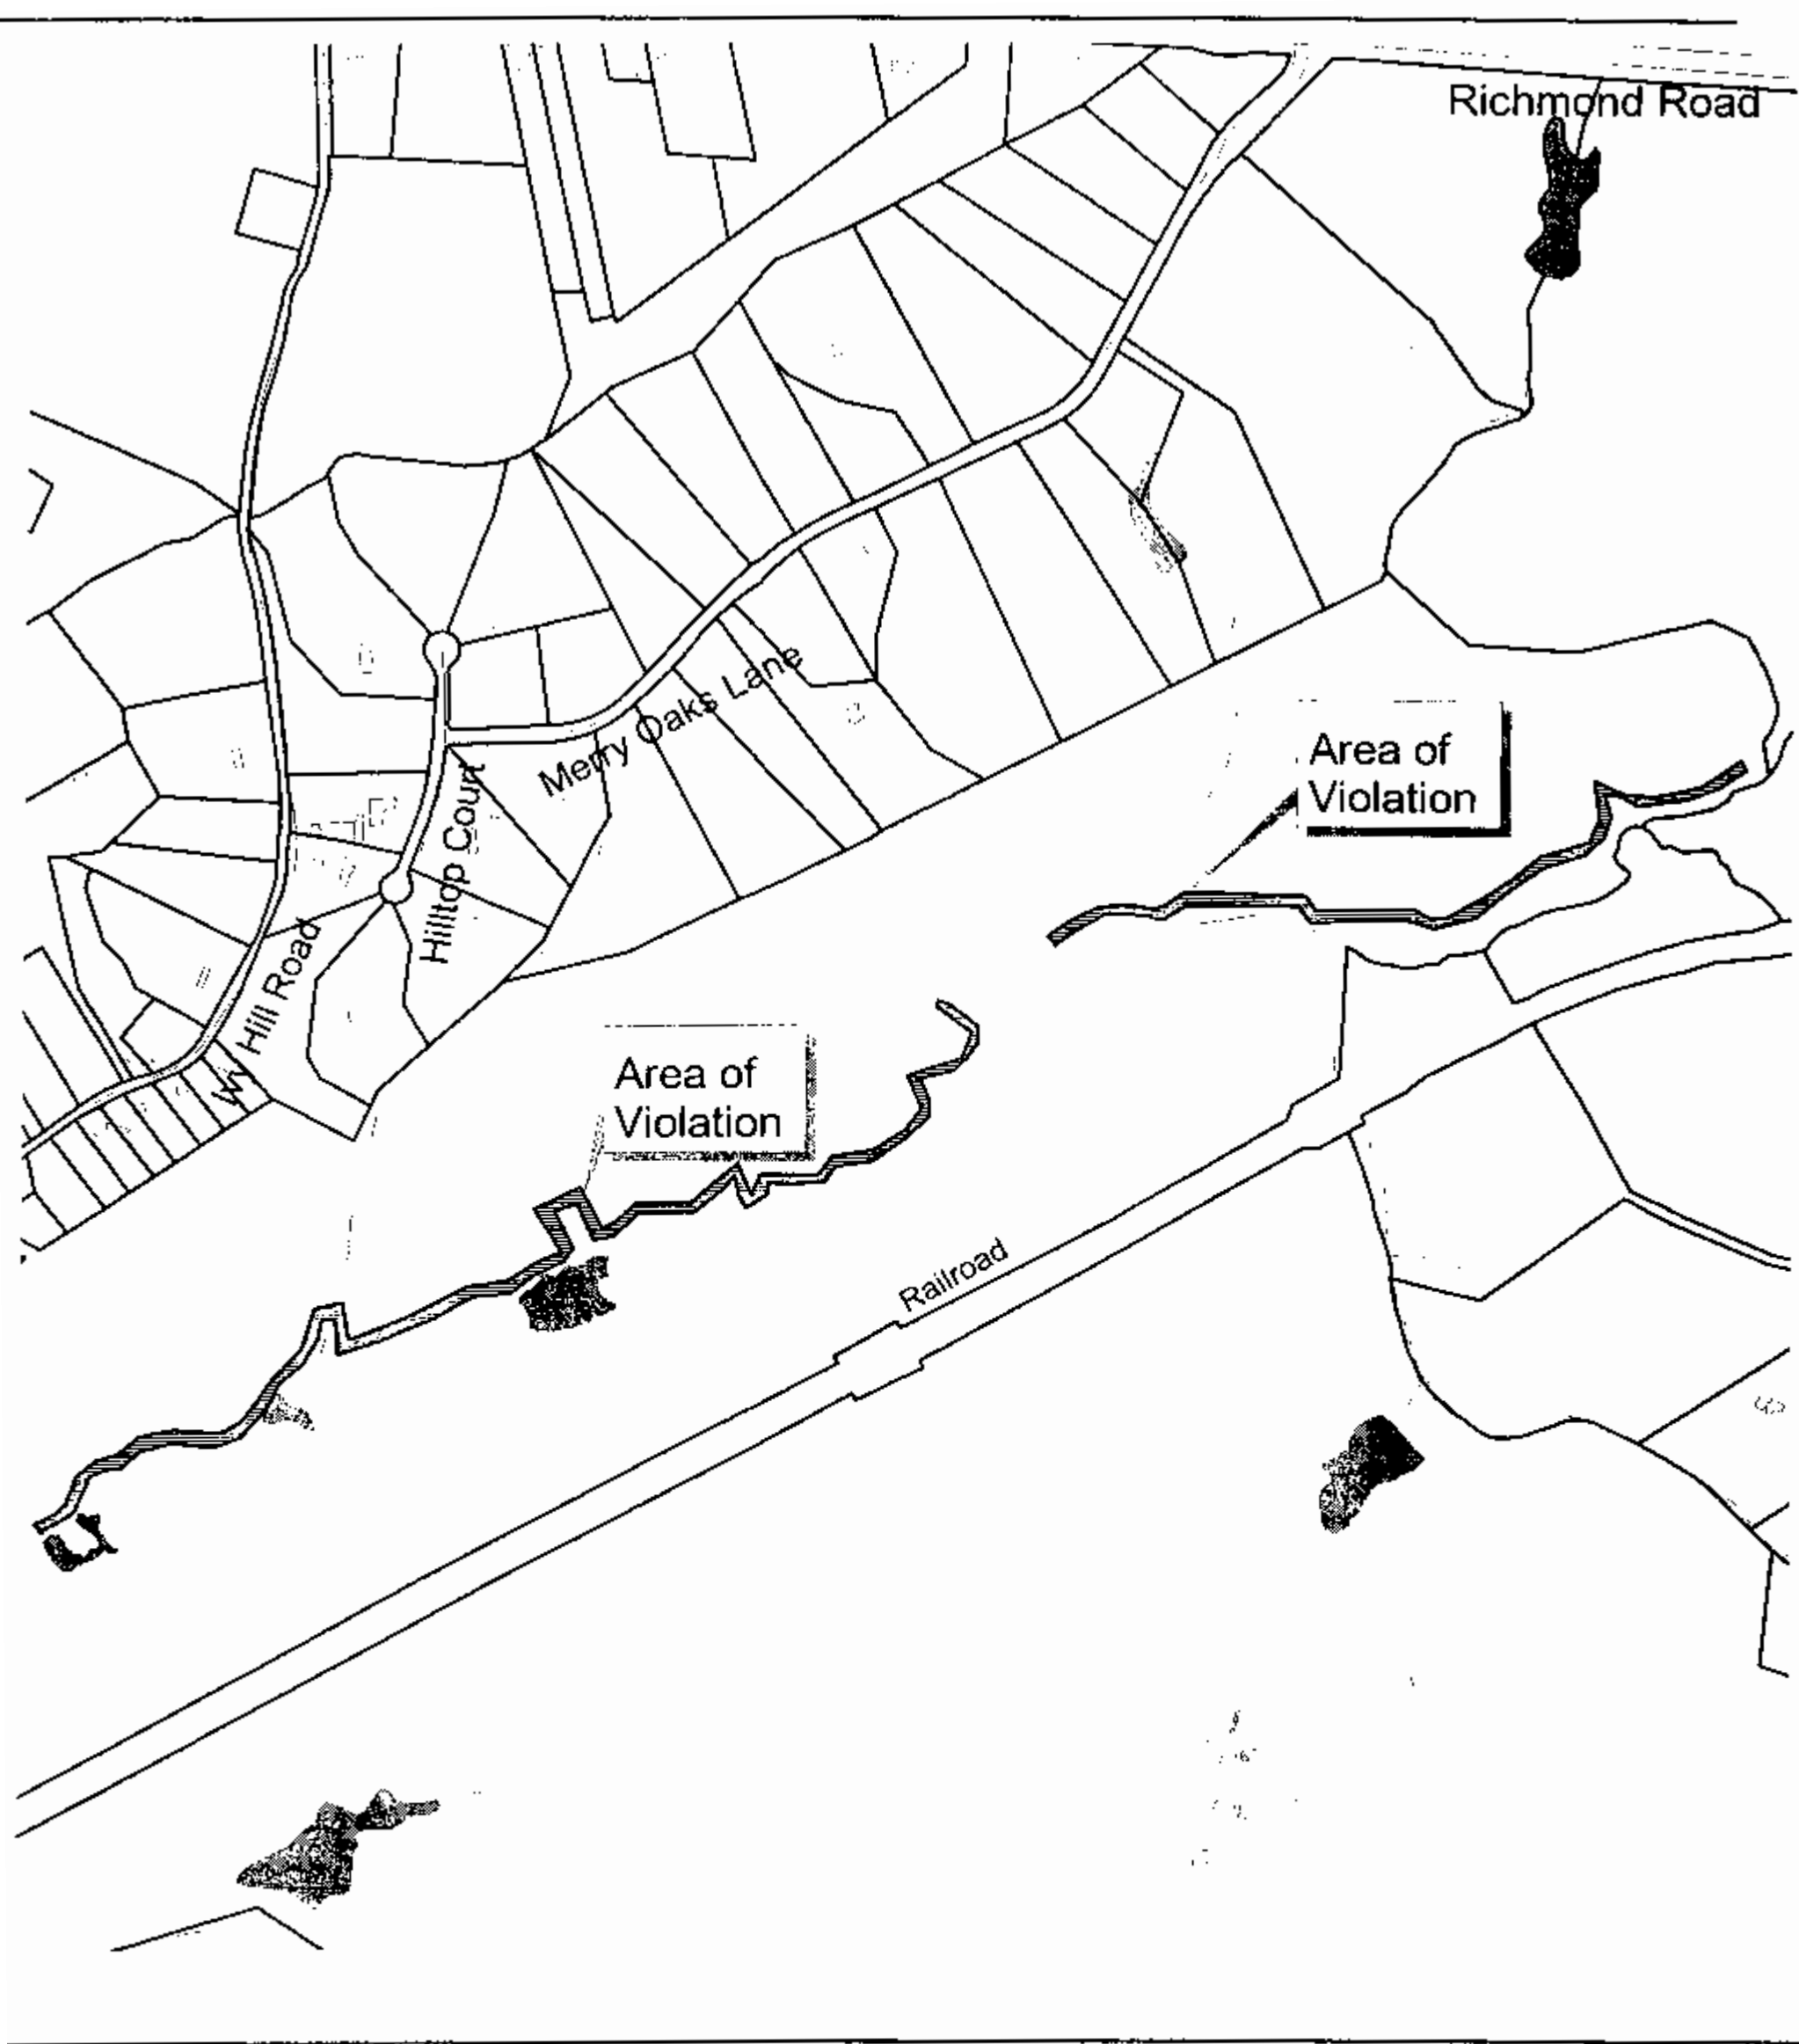 Richmond Road
Merry Oaks Lane
Area of
Violation
Hilltop Court
W Hill Road
Area of
Violation
Railroad